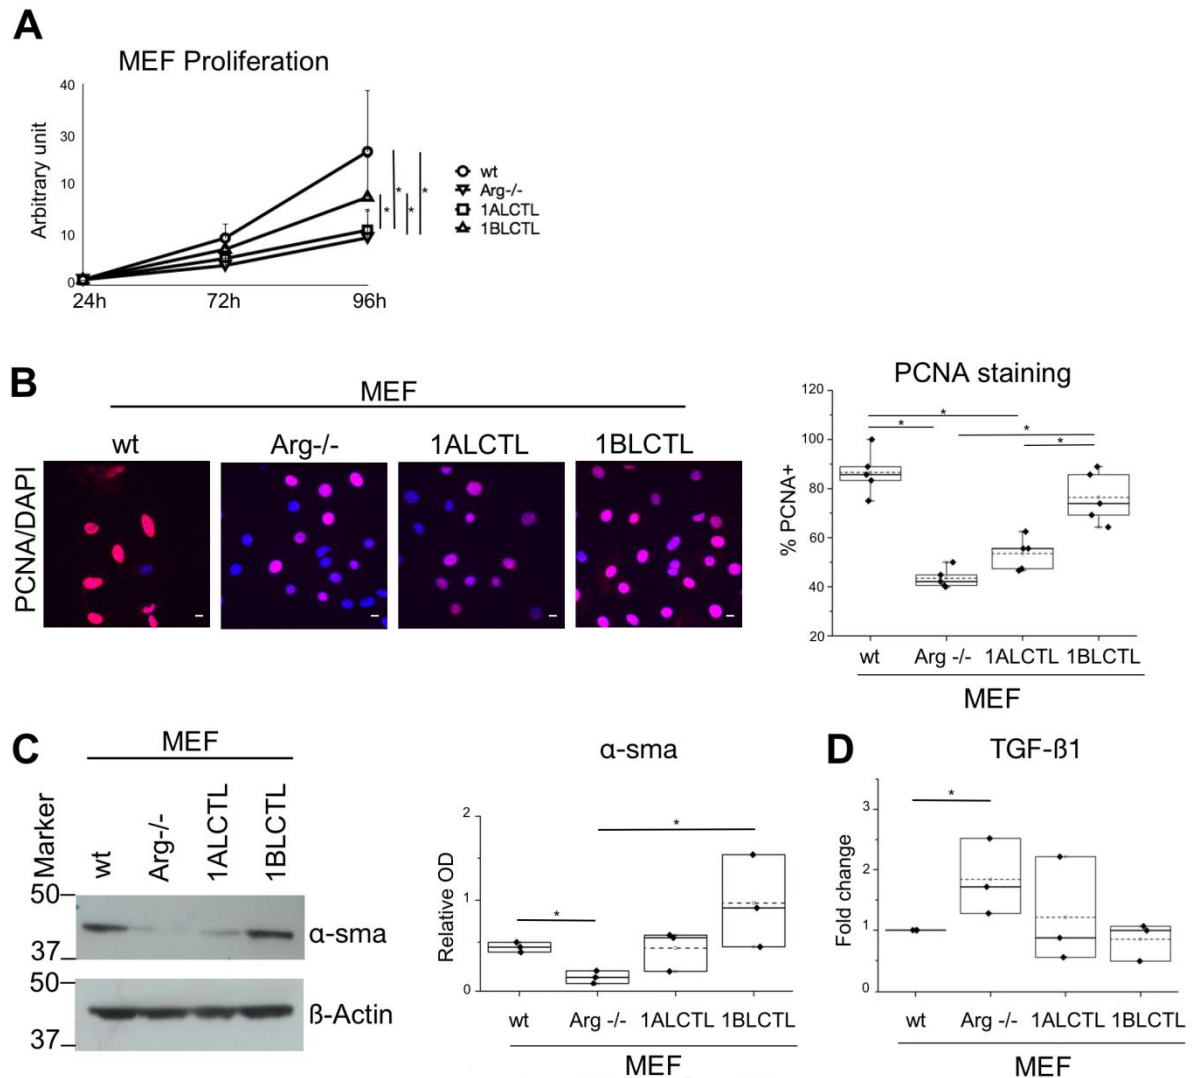 A
MEF Proliferation
Arbitrary unit
40
30
10
10
0
24h 72h 96h
* * * *
wt
Arg-/-
1ALCTL
1BLCTL
B
MEF
wt Arg-/- 1ALCTL 1BLCTL
PCNA/DAPI
PCNA staining
% PCNA+
120
100
80
60
40
20
* * * *
wt Arg -/- 1ALCTL 1BLCTL
MEF
C
MEF
Marker wt Arg-/- 1ALCTL 1BLCTL
50
37
α-sma
50
37
ß-Actin
α-sma
Relative OD
2
1
0
* *
wt Arg -/- 1ALCTL 1BLCTL
MEF
D
TGF-ß1
Fold change
3
2
1
0
*
wt Arg -/- 1ALCTL 1BLCTL
MEF